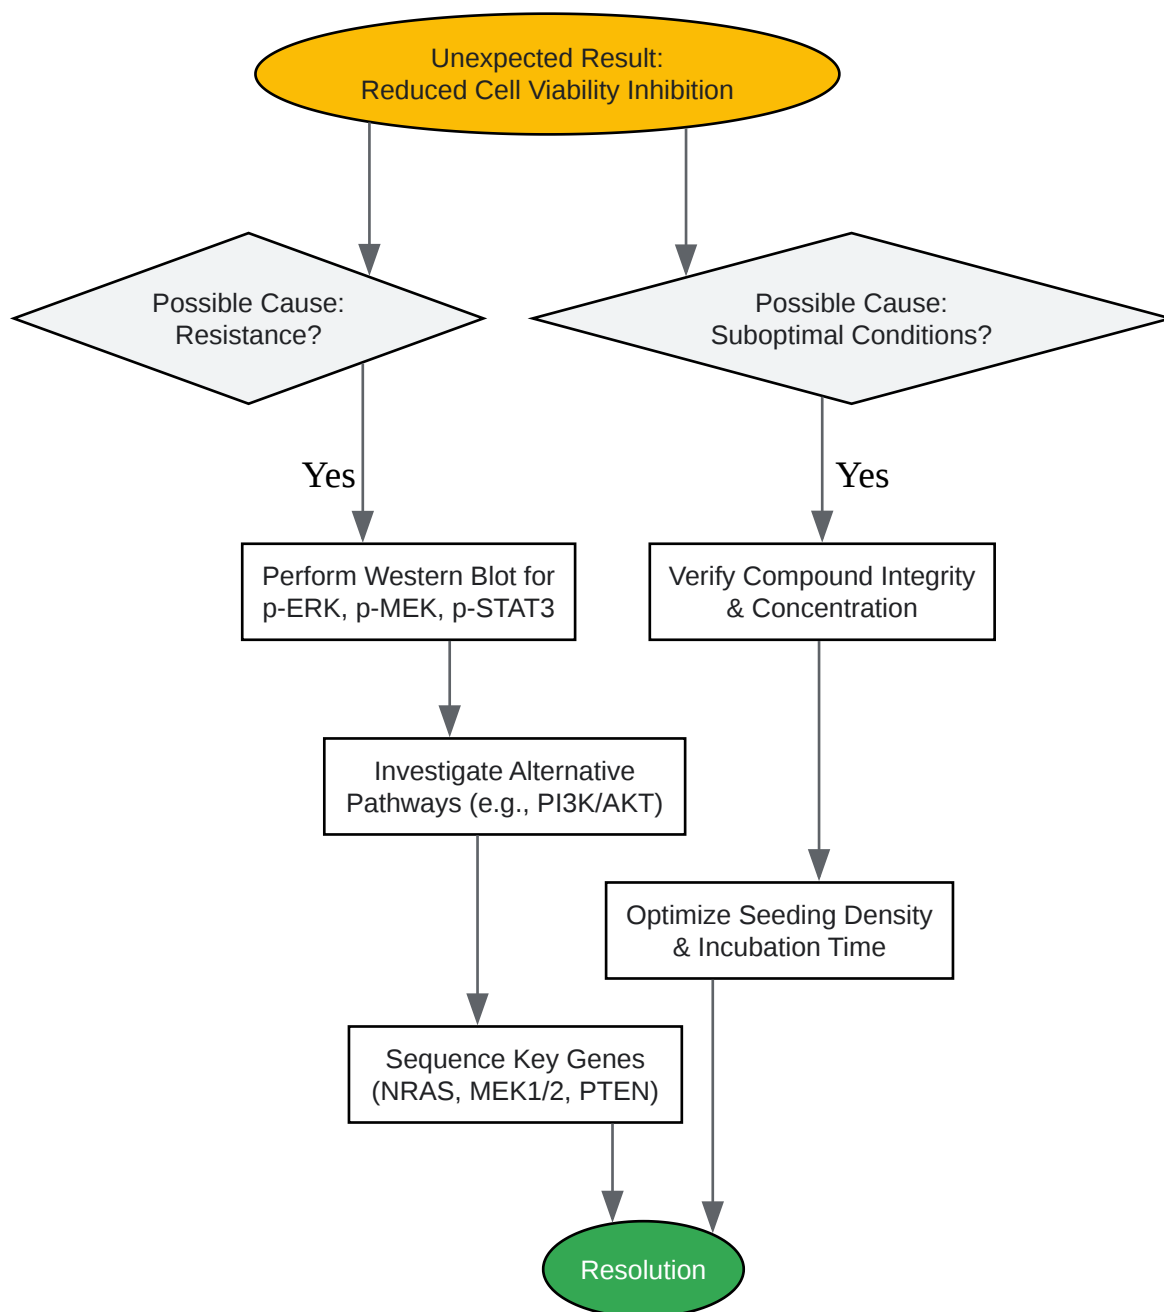 Unexpected Result:
Reduced Cell Viability Inhibition
Possible Cause:
Resistance?
Possible Cause:
Suboptimal Conditions?
Yes
Yes
Perform Western Blot for
p-ERK, p-MEK, p-STAT3
Verify Compound Integrity
& Concentration
Investigate Alternative
Pathways (e.g., PI3K/AKT)
Optimize Seeding Density
& Incubation Time
Sequence Key Genes
(NRAS, MEK1/2, PTEN)
Resolution